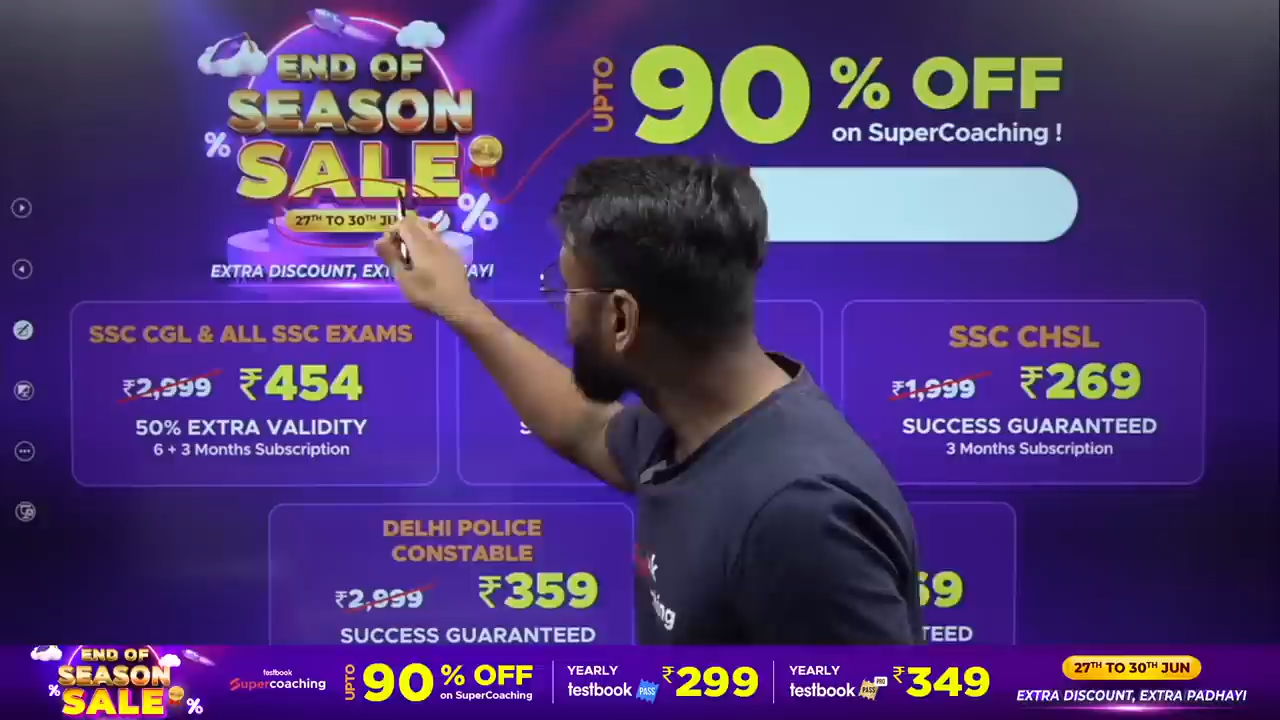 END OF
SEASON
SALE
%
%
27TH TO 30TH
EXTRA DISCOUNT,
UPTO
90 % OFF
on SuperCoaching !
SSC CGL & ALL SSC EXAMS
₹2,999 ₹454
50% EXTRA VALIDITY
6 + 3 Months Subscription
SSC CHSL
₹1,999 ₹269
SUCCESS GUARANTEED
3 Months Subscription
DELHI POLICE
CONSTABLE
₹2,999 ₹359
SUCCESS GUARANTEED
END OF
SEASON
SALE
%
%
testbook
Supercoaching
UPTO
90 % OFF
on SuperCoaching
YEARLY
testbook PASS
₹299
YEARLY
testbook PASS PRO
₹349
27TH TO 30TH JUN
EXTRA DISCOUNT, EXTRA PADHAYI